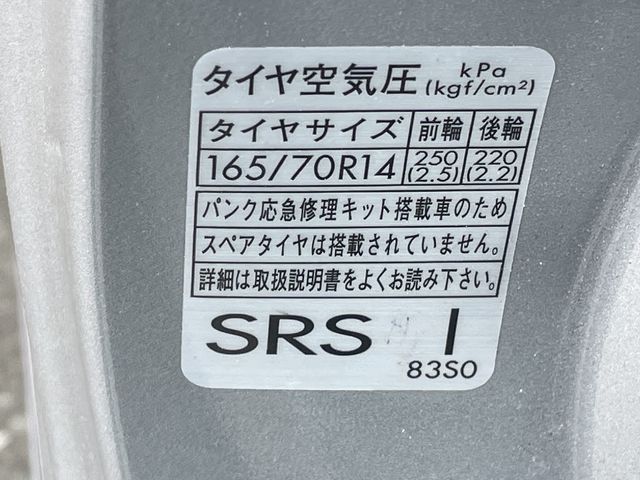 タイヤ空気圧 kPa (kgf/cm²)
タイヤサイズ 前輪 後輪
165/70R14 250 (2.5) 220 (2.2)
パンク応急修理キット搭載車のため
スペアタイヤは搭載されていません。
詳細は取扱説明書をよくお読み下さい。
SRS I
83S0